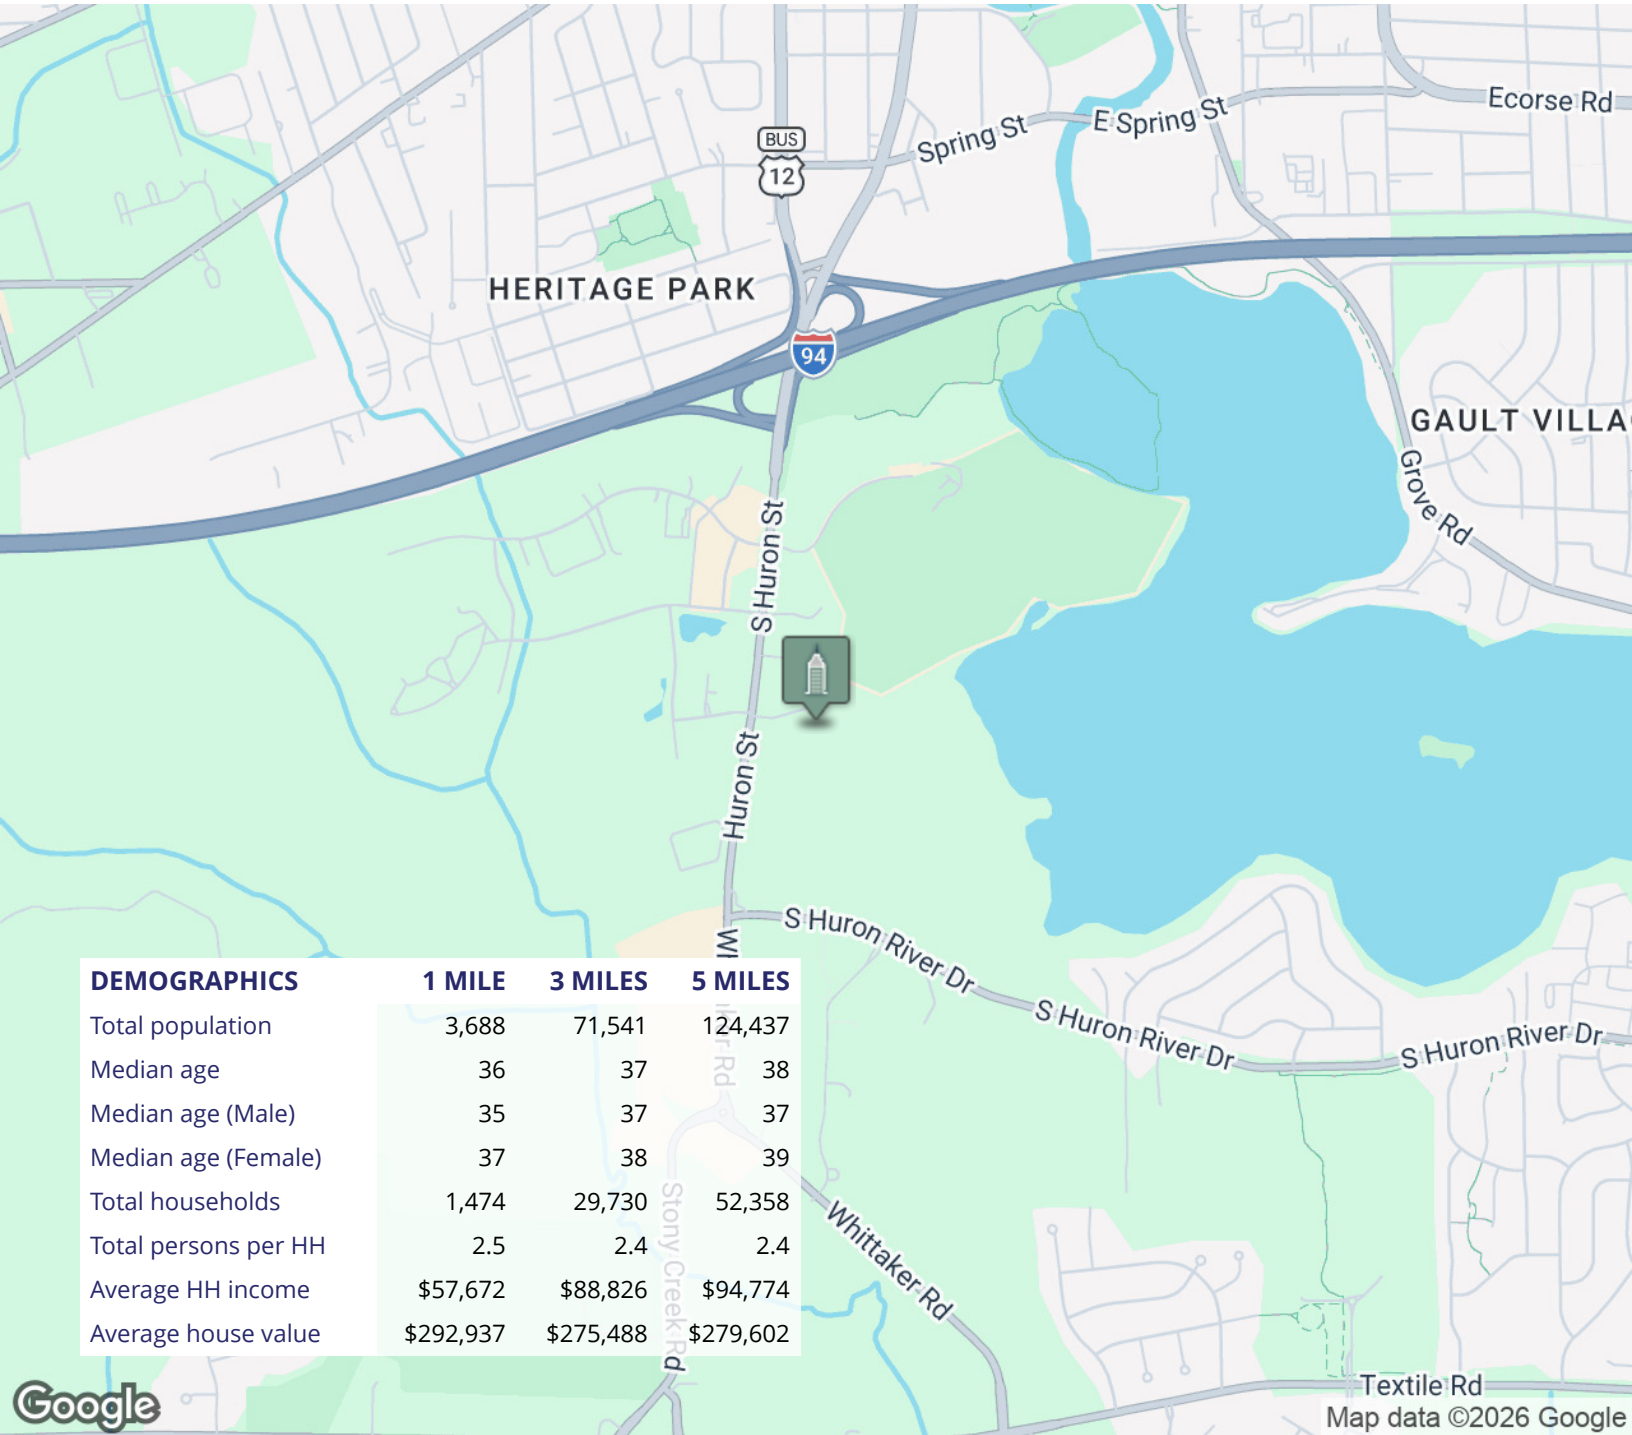 Ecorse Rd
E Spring St
Spring St
BUS
12
HERITAGE PARK
94
GAULT VILLA
Grove Rd
S Huron St
Huron St
S Huron River Dr
S Huron River Dr
S Huron River Dr
DEMOGRAPHICS 1 MILE 3 MILES 5 MILES
Total population 3,688 71,541 124,437
Median age 36 37 38
Median age (Male) 35 37 37
Median age (Female) 37 38 39
Total households 1,474 29,730 52,358
Total persons per HH 2.5 2.4 2.4
Average HH income $57,672 $88,826 $94,774
Average house value $292,937 $275,488 $279,602
Stony Creek Rd
Whittaker Rd
Textile Rd
Google
Map data ©2026 Google